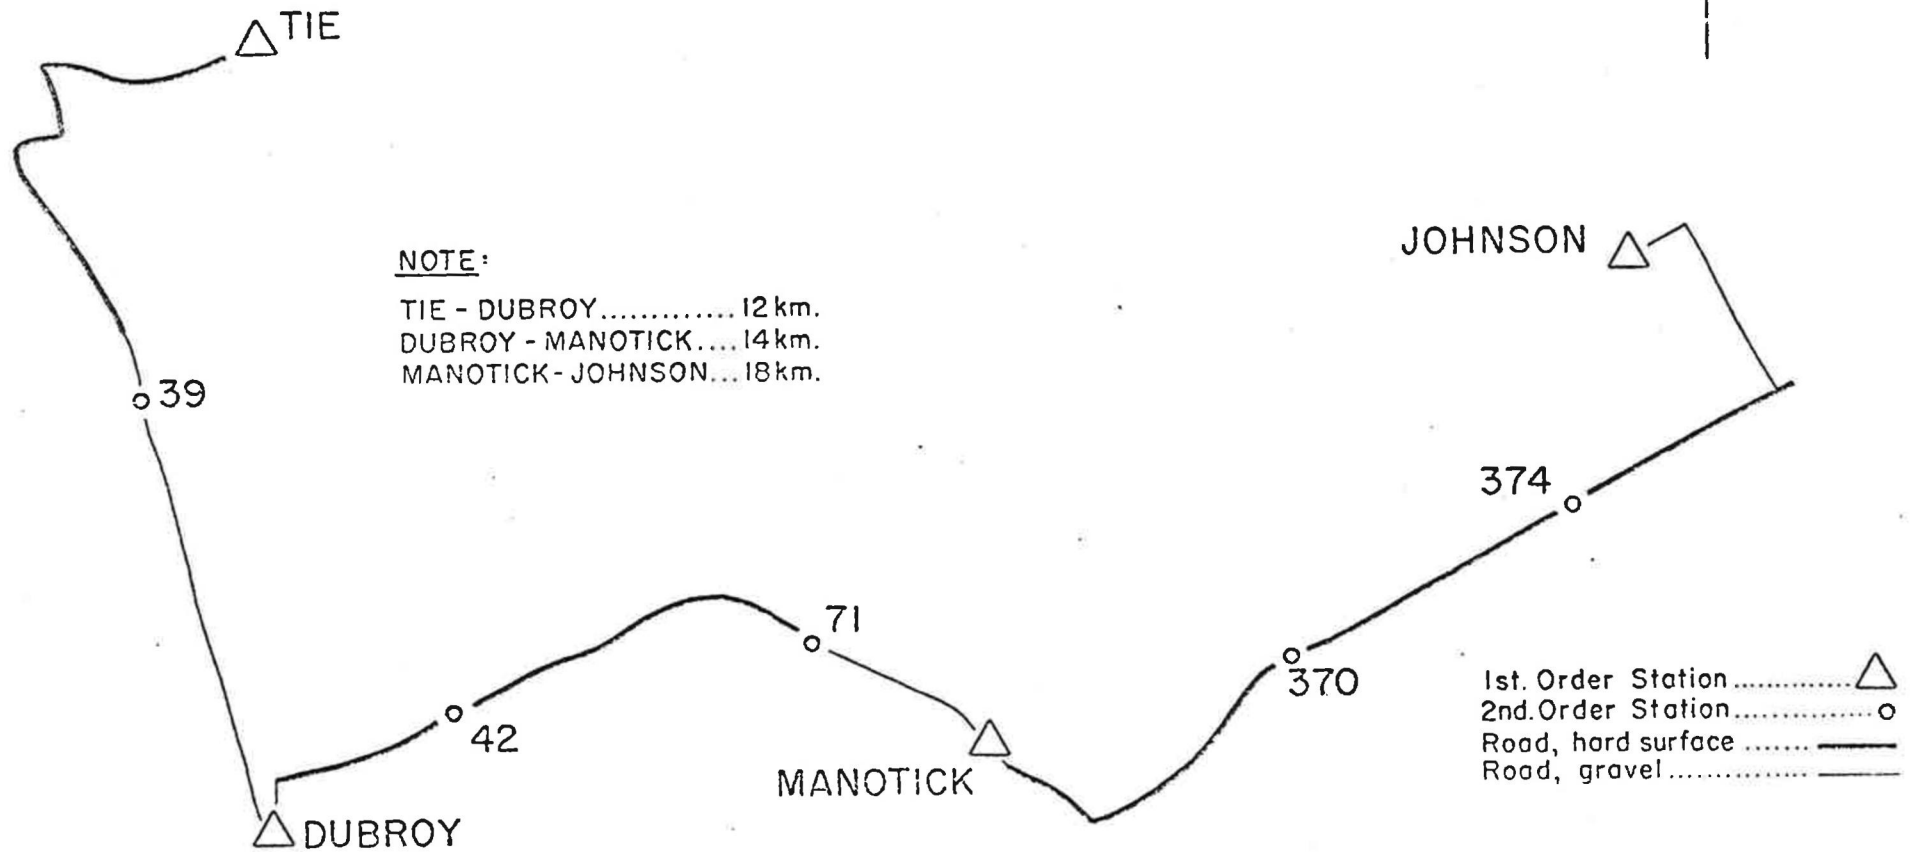 TIE
JOHNSON
NOTE:
TIE - DUBROY............. 12 km.
DUBROY - MANOTICK.... 14 km.
MANOTICK - JOHNSON... 18 km.
39
374
71
370
42
MANOTICK
DUBROY
1st. Order Station............
2nd. Order Station..............
Road, hard surface .......
Road, gravel...............